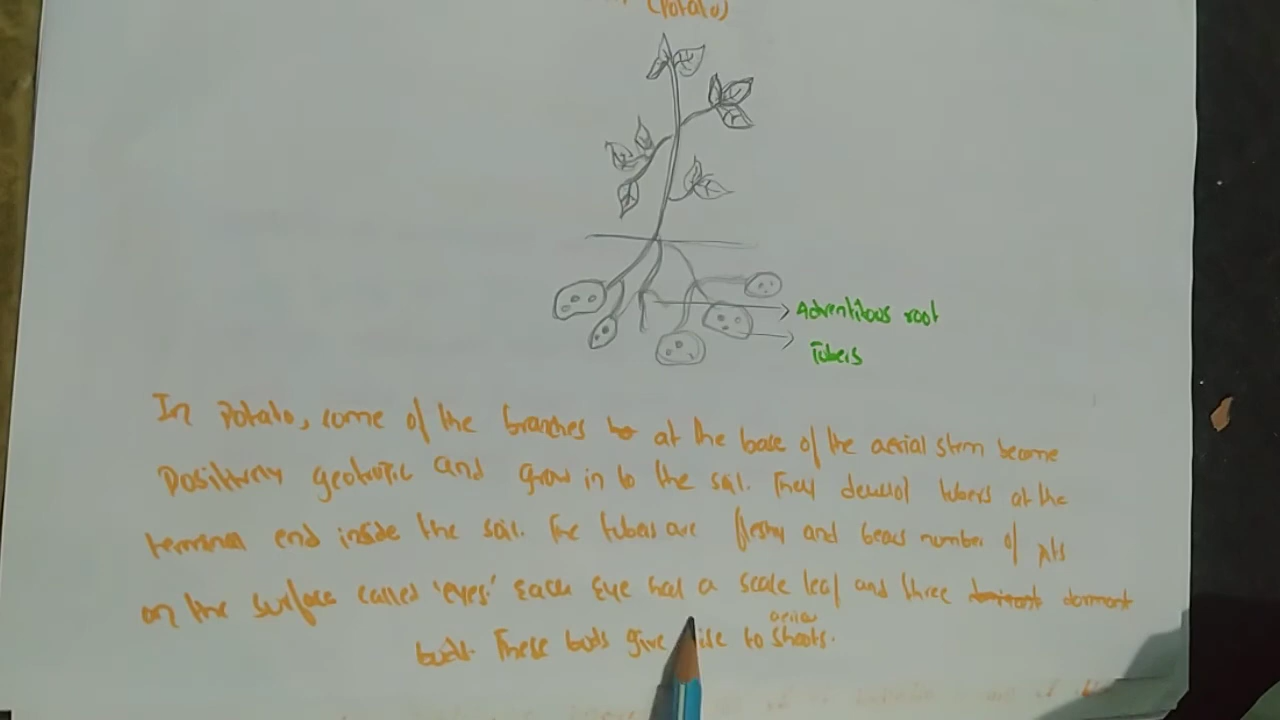 (Potato)
Adventitous root
Tubers
In potato, some of the branches at the base of the aerial stem become
Positively geotropic and grow in to the soil. They develop tubers at the
terminal end inside the soil. The tubers are fleshy and bears number of pits
on the surface called 'eyes.' Each Eye has a scale leaf and three dormant
aerial
buds. These buds give rise to shoots.